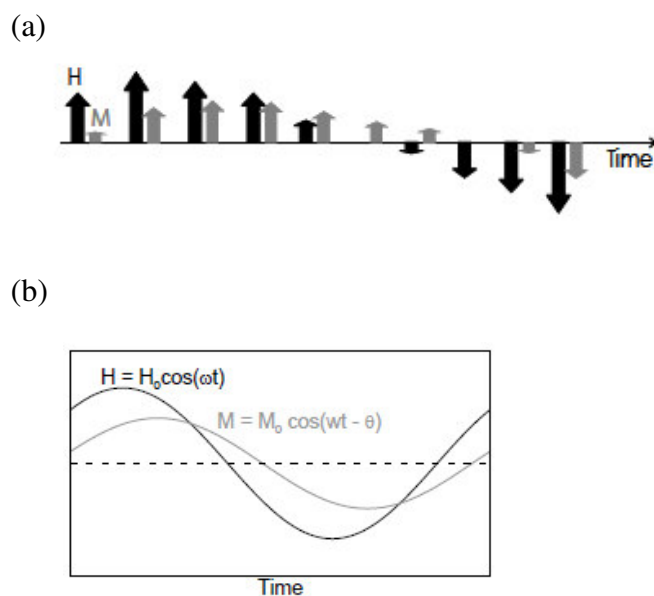 (a)
H
M
Time
(b)
H = H₀cos(ωt)
M = M₀ cos(wt - θ)
Time